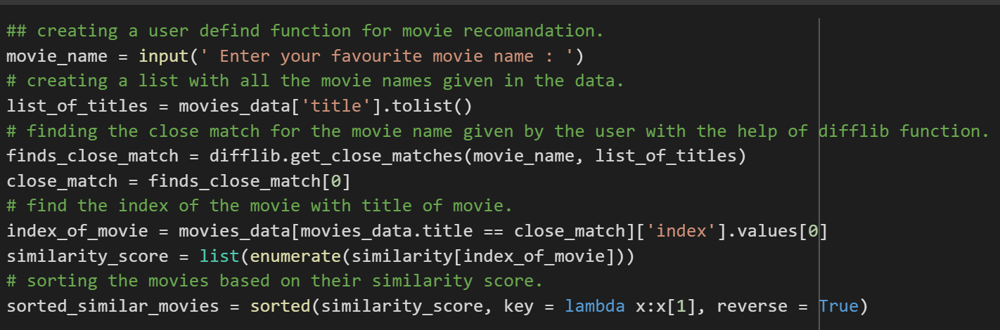 ## creating a user defind function for movie recomandation.
movie_name = input(' Enter your favourite movie name : ')
# creating a list with all the movie names given in the data.
list_of_titles = movies_data['title'].tolist()
# finding the close match for the movie name given by the user with the help of difflib function.
finds_close_match = difflib.get_close_matches(movie_name, list_of_titles)
close_match = finds_close_match[0]
# find the index of the movie with title of movie.
index_of_movie = movies_data[movies_data.title == close_match]['index'].values[0]
similarity_score = list(enumerate(similarity[index_of_movie]))
# sorting the movies based on their similarity score.
sorted_similar_movies = sorted(similarity_score, key = lambda x:x[1], reverse = True)